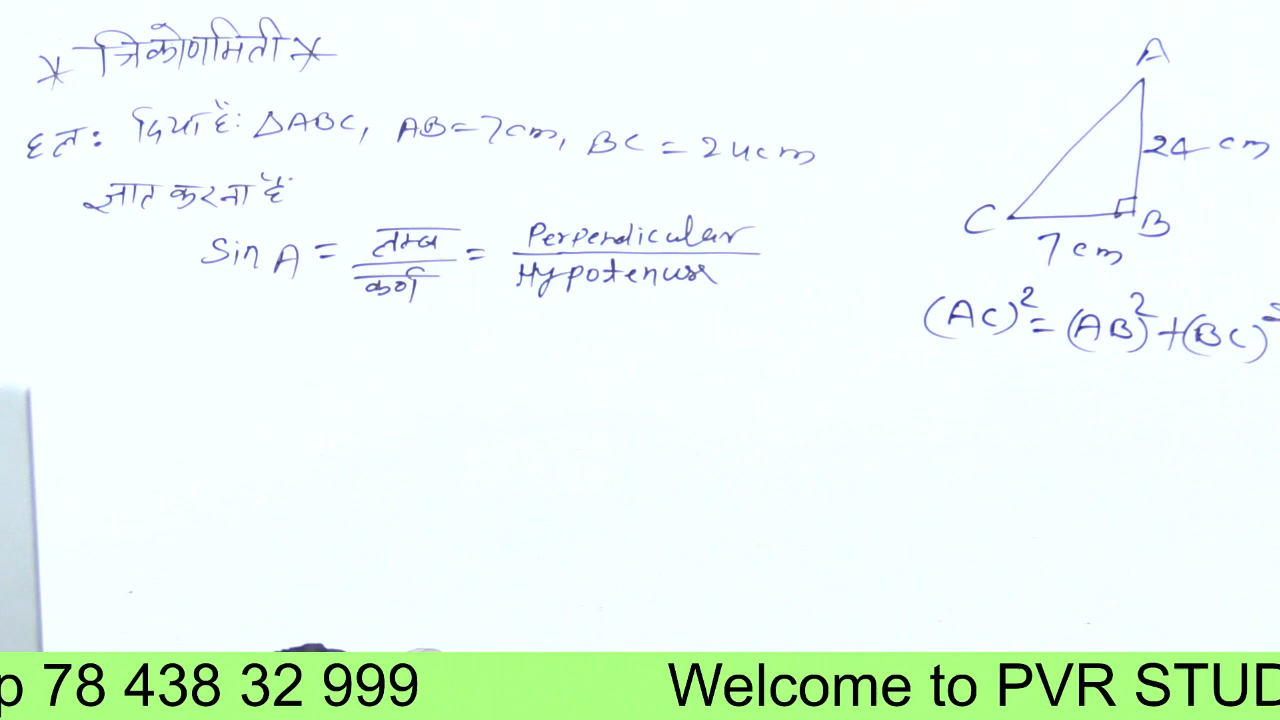 * त्रिकोणमिती *
हल: दिया है: △ABC, AB=7cm, BC = 24cm
ज्ञात करना है
Sin A = लम्ब/कर्ण = Perpendicular/Hypotenuse
A
24 cm
C
B
7 cm
(AC)²= (AB)²+(BC)²
p 78 438 32 999
Welcome to PVR STUD